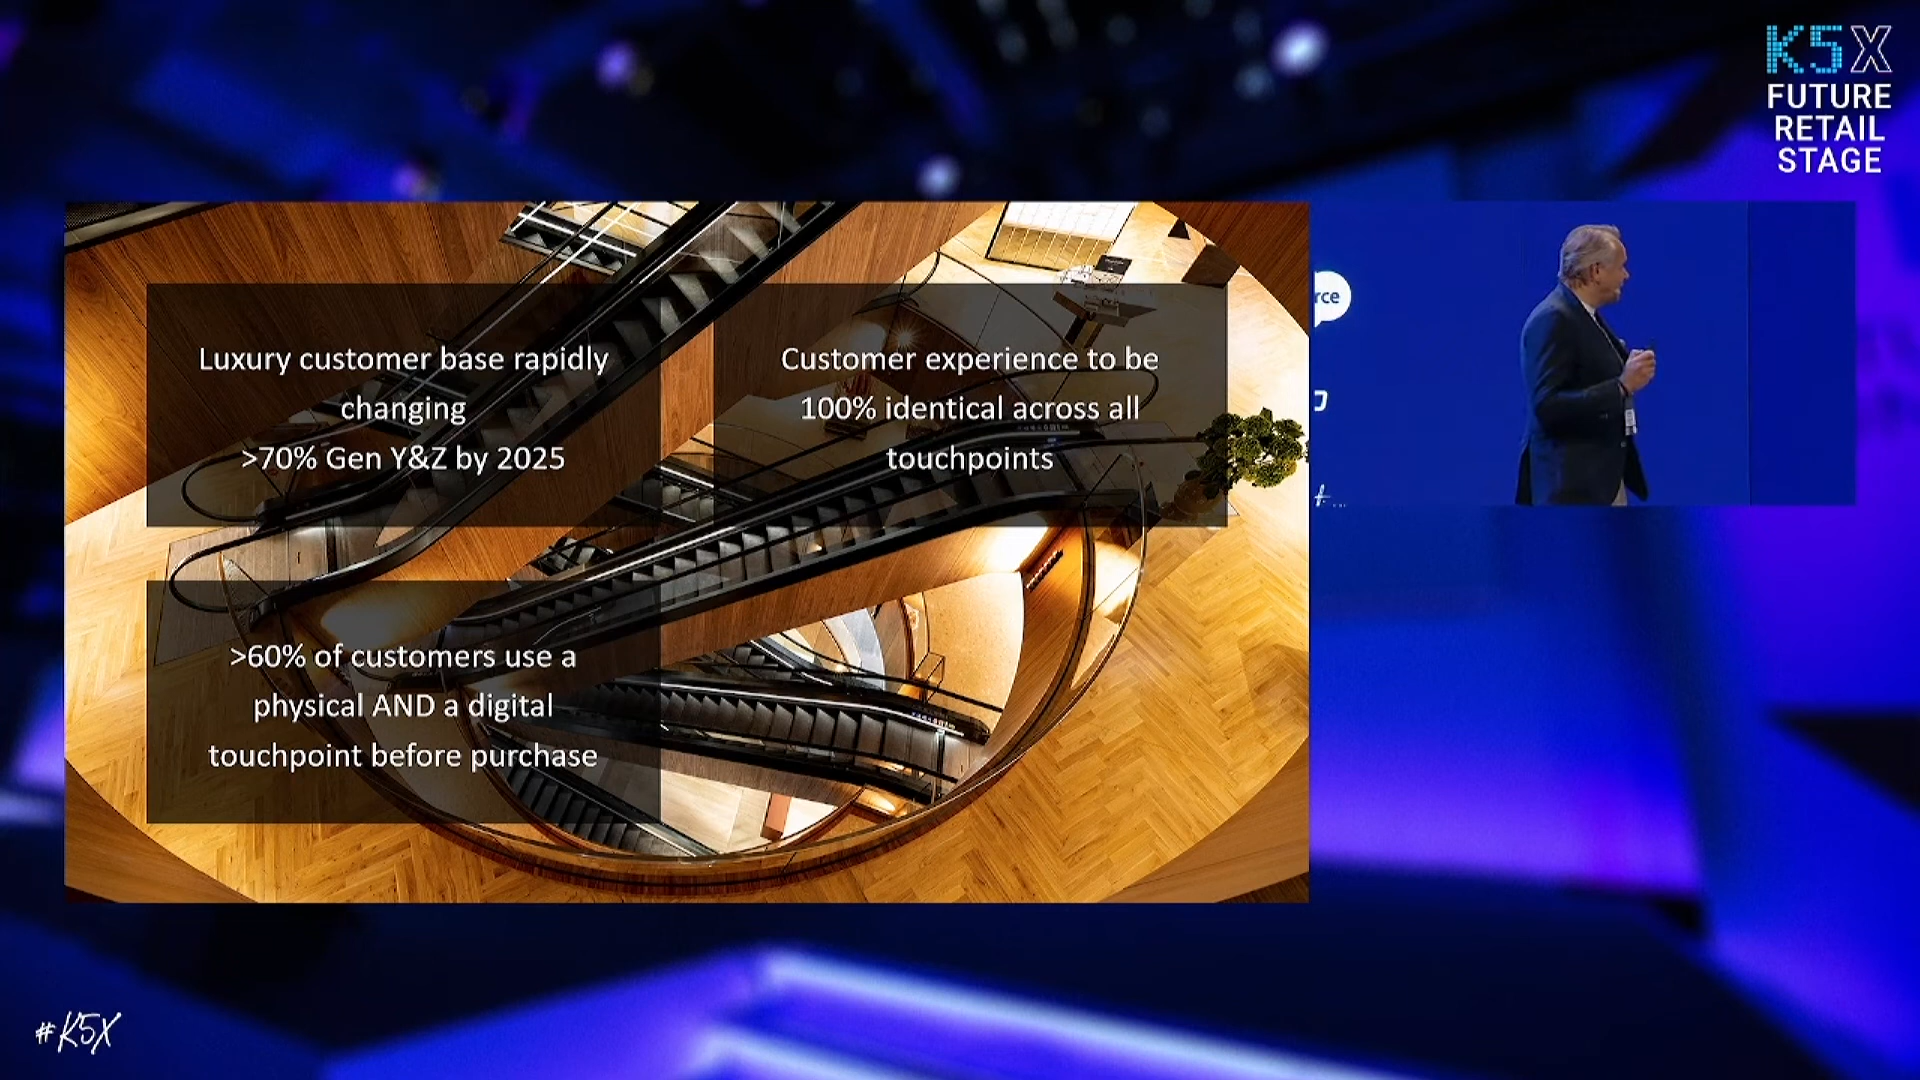 K5X
FUTURE
RETAIL
STAGE
Luxury customer base rapidly
changing
>70% Gen Y&Z by 2025
Customer experience to be
100% identical across all
touchpoints
>60% of customers use a
physical AND a digital
touchpoint before purchase
rce
#K5X